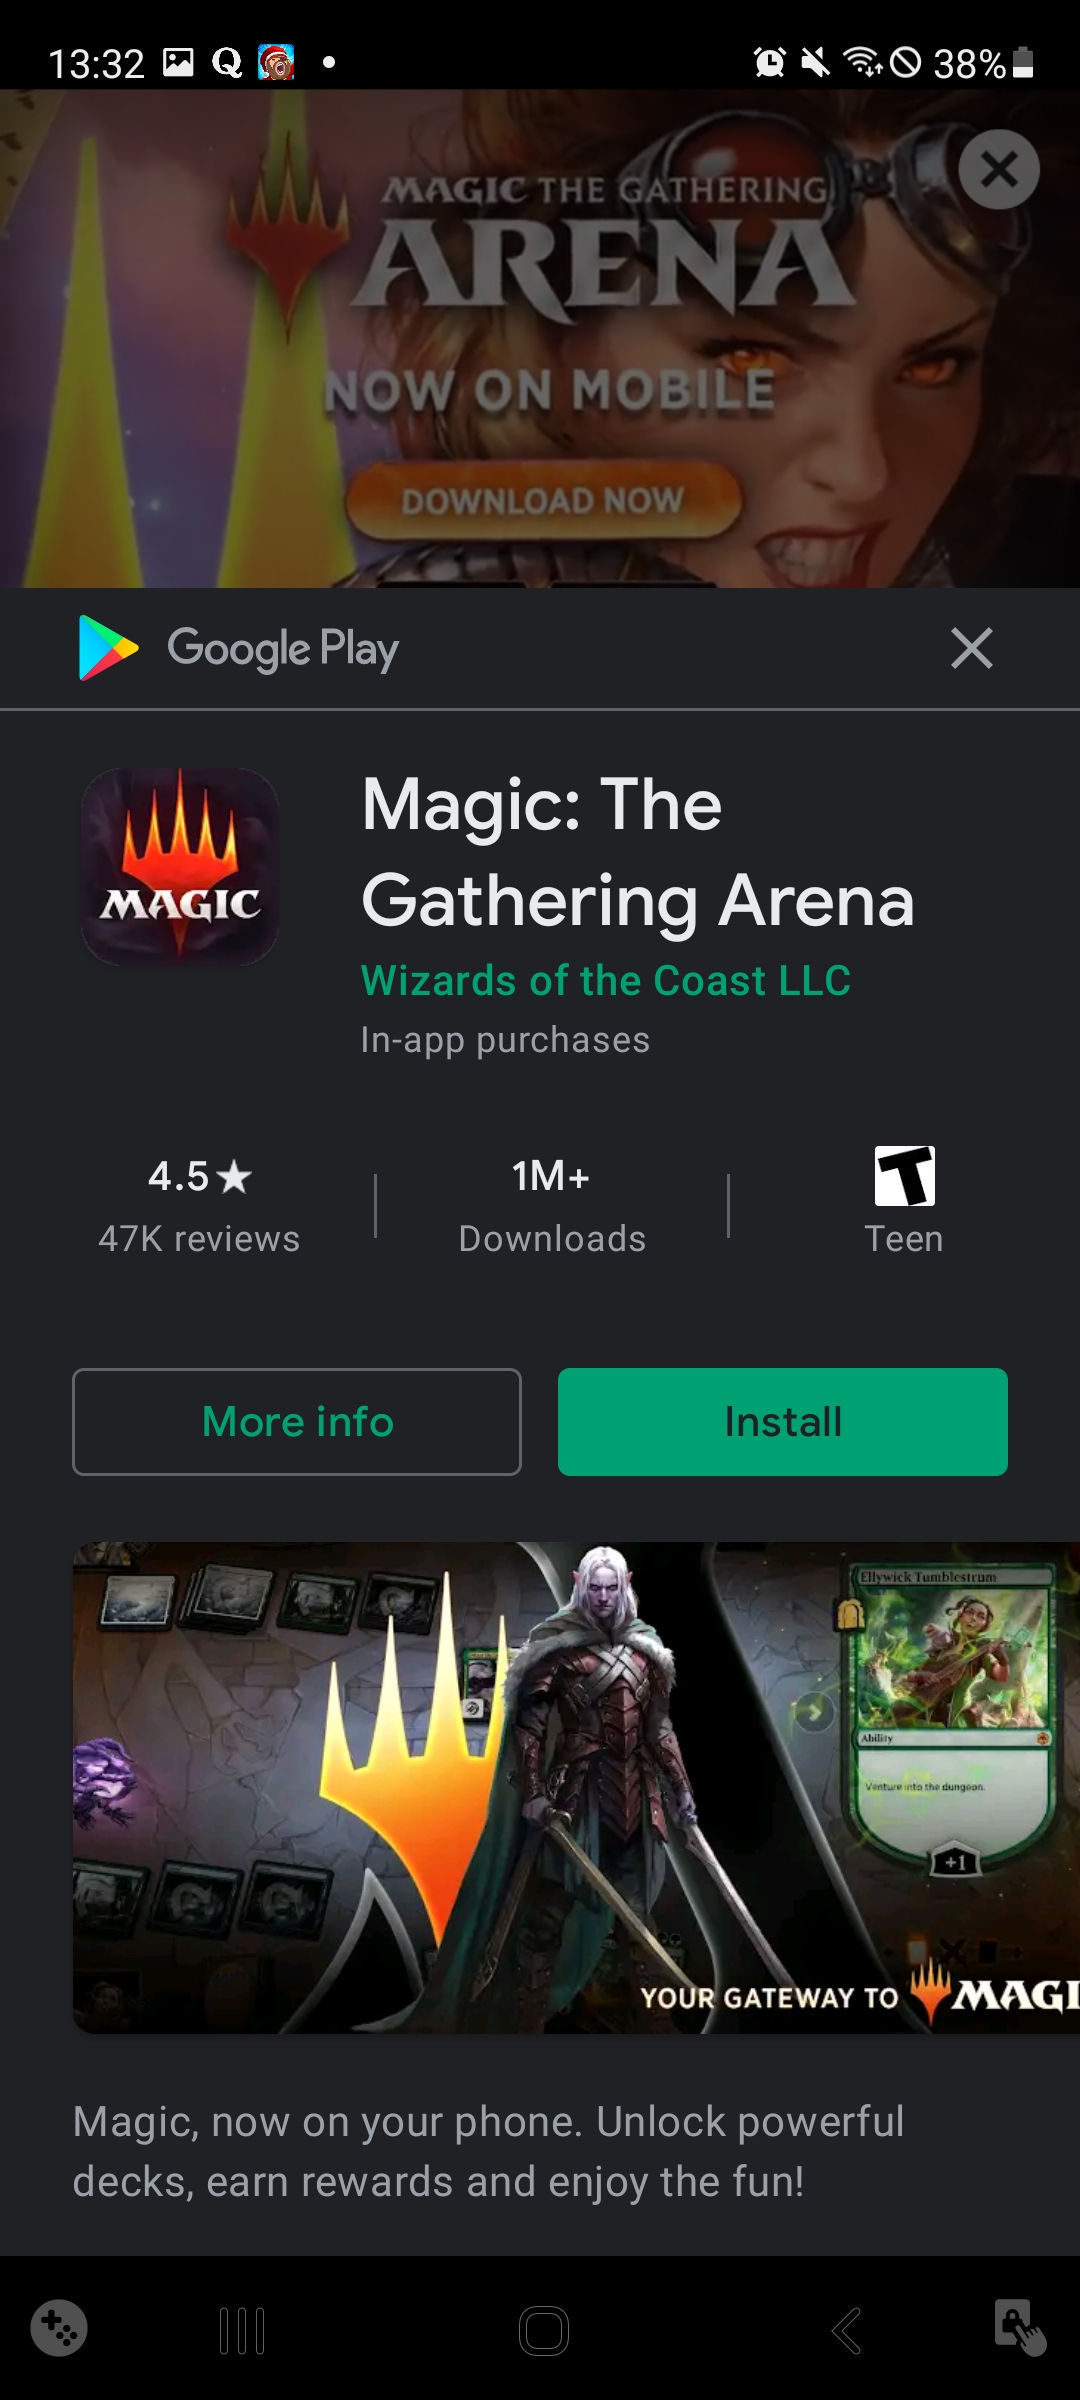 13:32
Q
38%
MAGIC THE GATHERING
ARENA
NOW ON MOBILE
DOWNLOAD NOW
Google Play
MAGIC
Magic: The
Gathering Arena
Wizards of the Coast LLC
In-app purchases
4.5★
1M+
T
47K reviews
Downloads
Teen
More info
Install
Ellywick Tumblestrum
Ability
Venture into the dungeon.
+1
YOUR GATEWAY TO MAGI
Magic, now on your phone. Unlock powerful
decks, earn rewards and enjoy the fun!